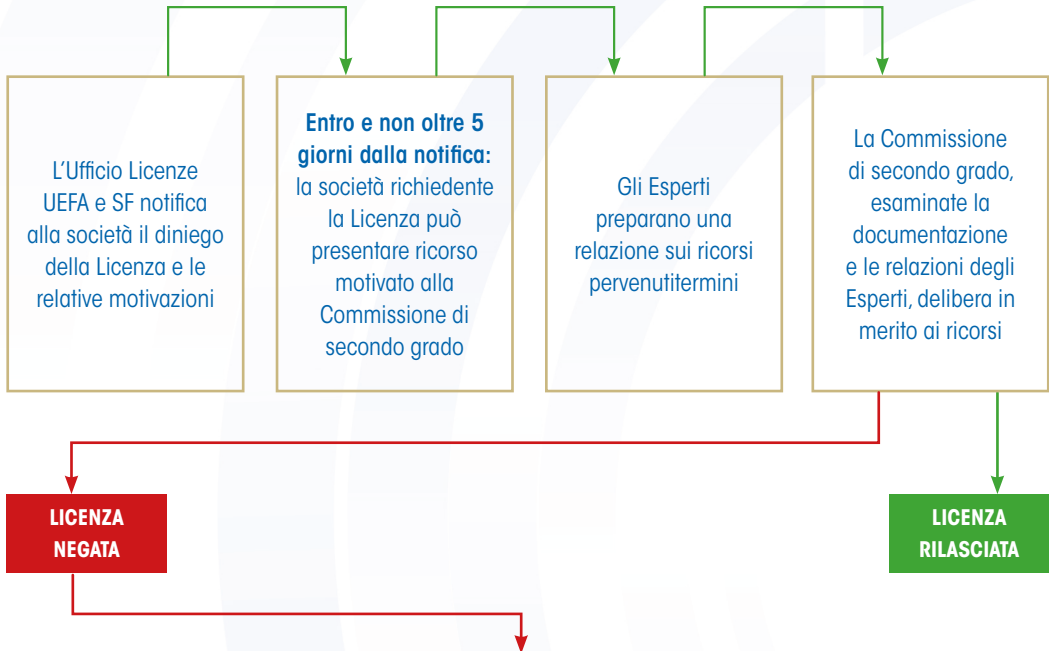 L'Ufficio Licenze
UEFA e SF notifica
alla società il diniego
della Licenza e le
relative motivazioni
Entro e non oltre 5
giorni dalla notifica:
la società richiedente
la Licenza può
presentare ricorso
motivato alla
Commissione di
secondo grado
Gli Esperti
preparano una
relazione sui ricorsi
pervenutitermini
La Commissione
di secondo grado,
esaminate la
documentazione
e le relazioni degli
Esperti, delibera in
merito ai ricorsi
LICENZA
NEGATA
LICENZA
RILASCIATA